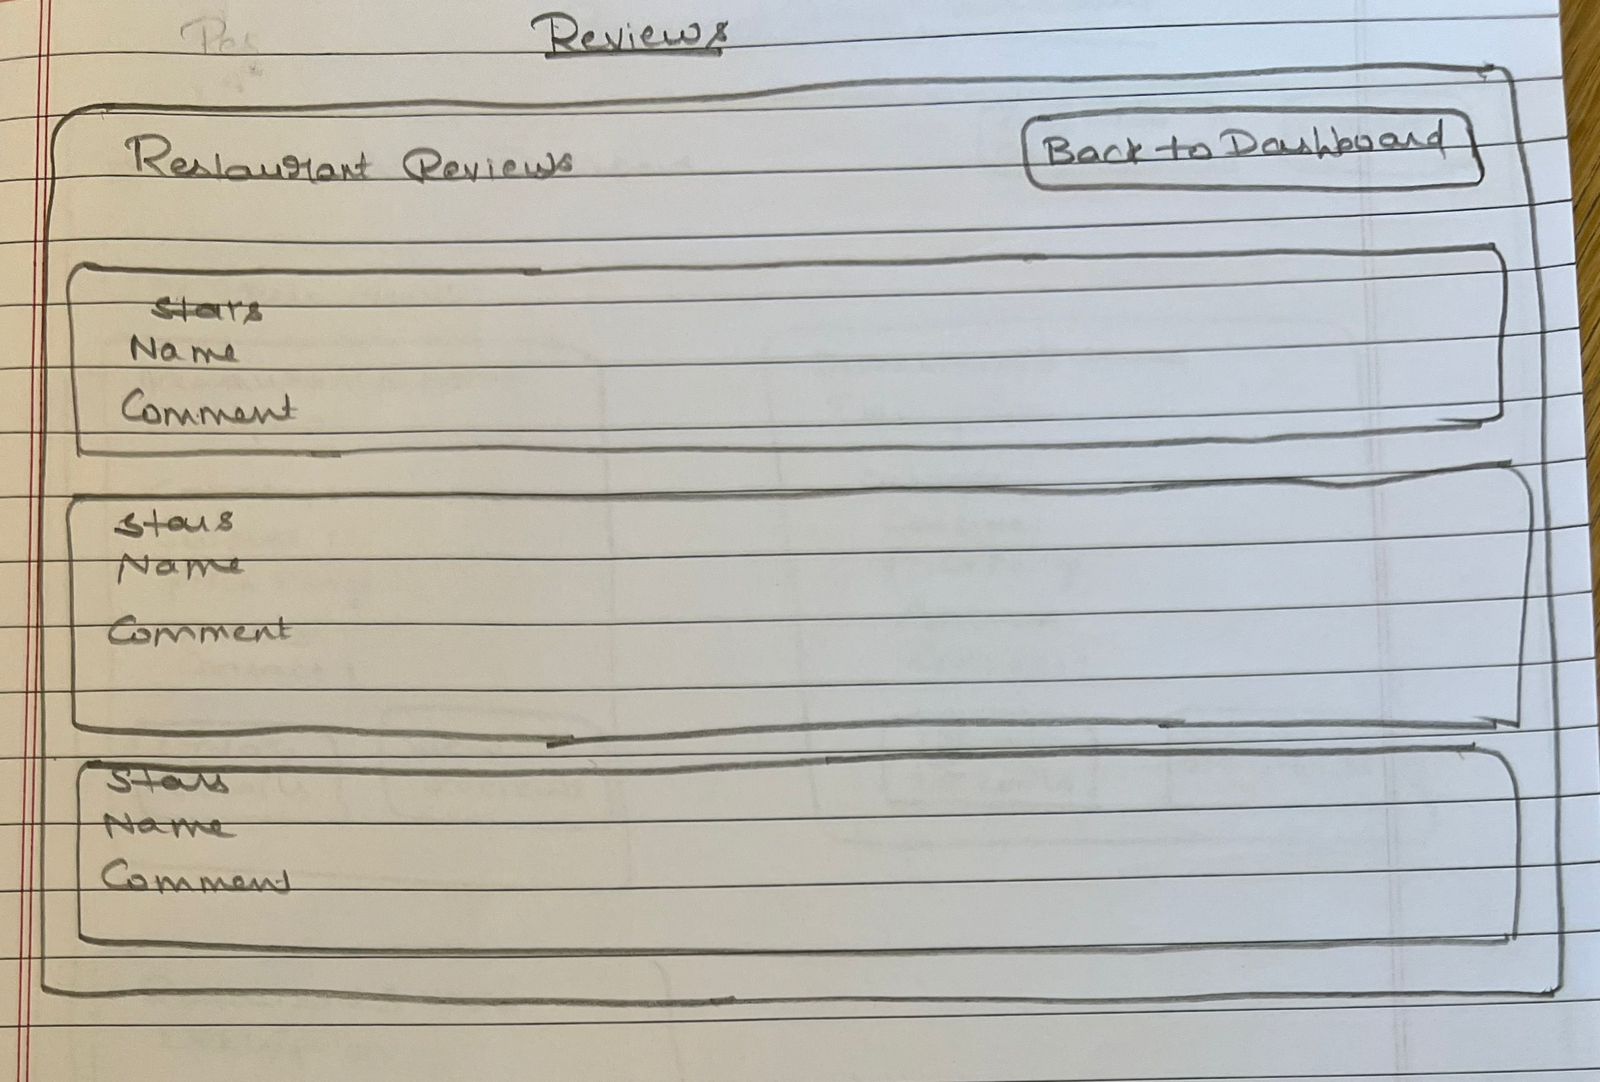 Reviews
Restaurant Reviews
Back to Dashboard
Stars
Name
Comment
Stars
Name
Comment
Stars
Name
Comment